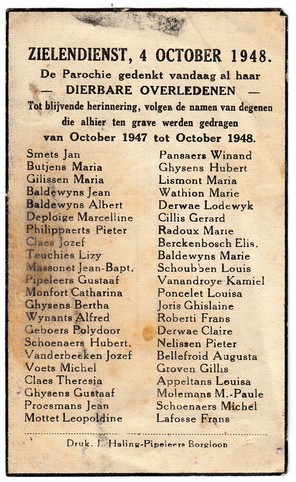 ZIELENDIENST, 4 OCTOBER 1948.
De Parochie gedenkt vandaag al haar
— DIERBARE OVERLEDENEN —
Tot blijvende herinnering, volgen de namen van degenen
die alhier ten grave werden gedragen
van October 1947 tot October 1948.
Smets Jan
Butjens Maria
Gilissen Maria
Baldewyns Jean
Baldewyns Albert
Deploige Marcelline
Philippaerts Pieter
Claes Jozef
Teuchies Lizy
Massonet Jean-Bapt.
Pipeleers Gustaaf
Monfort Catharina
Ghysens Bertha
Wynants Alfred
Geboers Polydoor
Schoenaers Hubert.
Vanderbeeken Jozef
Voets Michel
Claes Theresia
Ghysens Gustaaf
Proesmans Jean
Mottet Leopoldine
Pansaers Winand
Ghysens Hubert
Lismont Maria
Wathion Marie
Derwae Lodewyk
Gillis Gerard
Radoux Marie
Berckenbosch Elis.
Baldewyns Marie
Schoubben Louis
Vanandroye Kamiel
Poncelet Louisa
Joris Ghislaine
Roberti Frans
Derwae Claire
Nelissen Pieter
Bellefroid Augusta
Groven Gillis
Appeltans Louisa
Molemans M.-Paule
Schoenaers Michel
Lafosse Frans
Druk. J. Haling-Pipeleers Borgloon